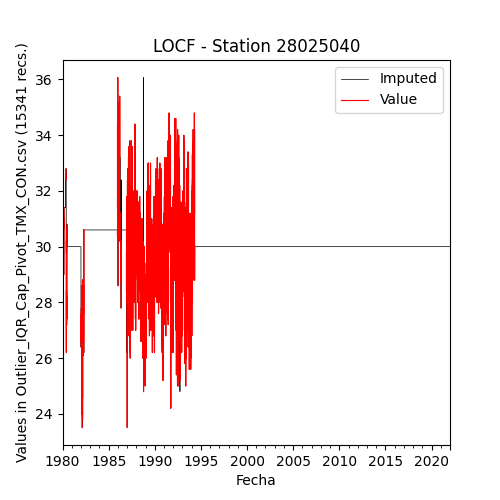 LOCF - Station 28025040
Imputed
Value
Values in Outlier_IQR_Cap_Pivot_TMX_CON.csv (15341 recs.)
36
34
32
30
28
26
24
1980 1985 1990 1995 2000 2005 2010 2015 2020
Fecha